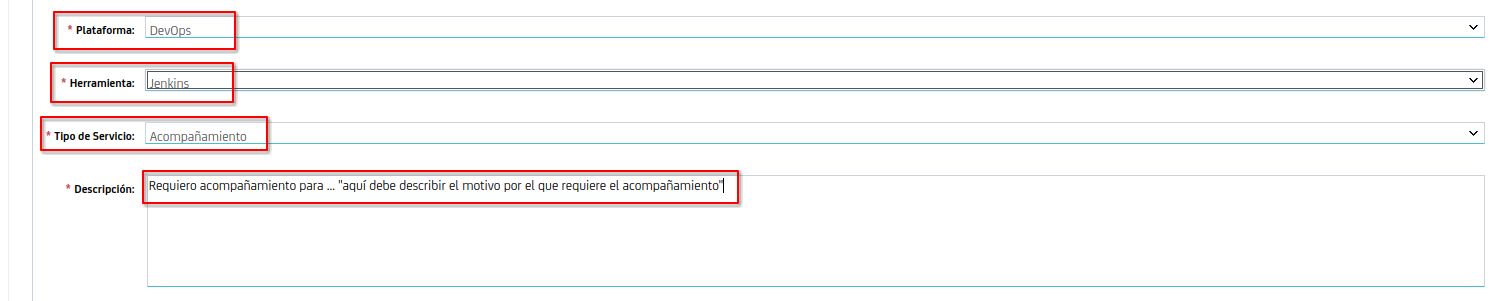 * Plataforma: DevOps
* Herramienta: Jenkins
* Tipo de Servicio: Acompañamiento
* Descripción: Requiero acompañamiento para ... "aquí debe describir el motivo por el que requiere el acompañamiento"